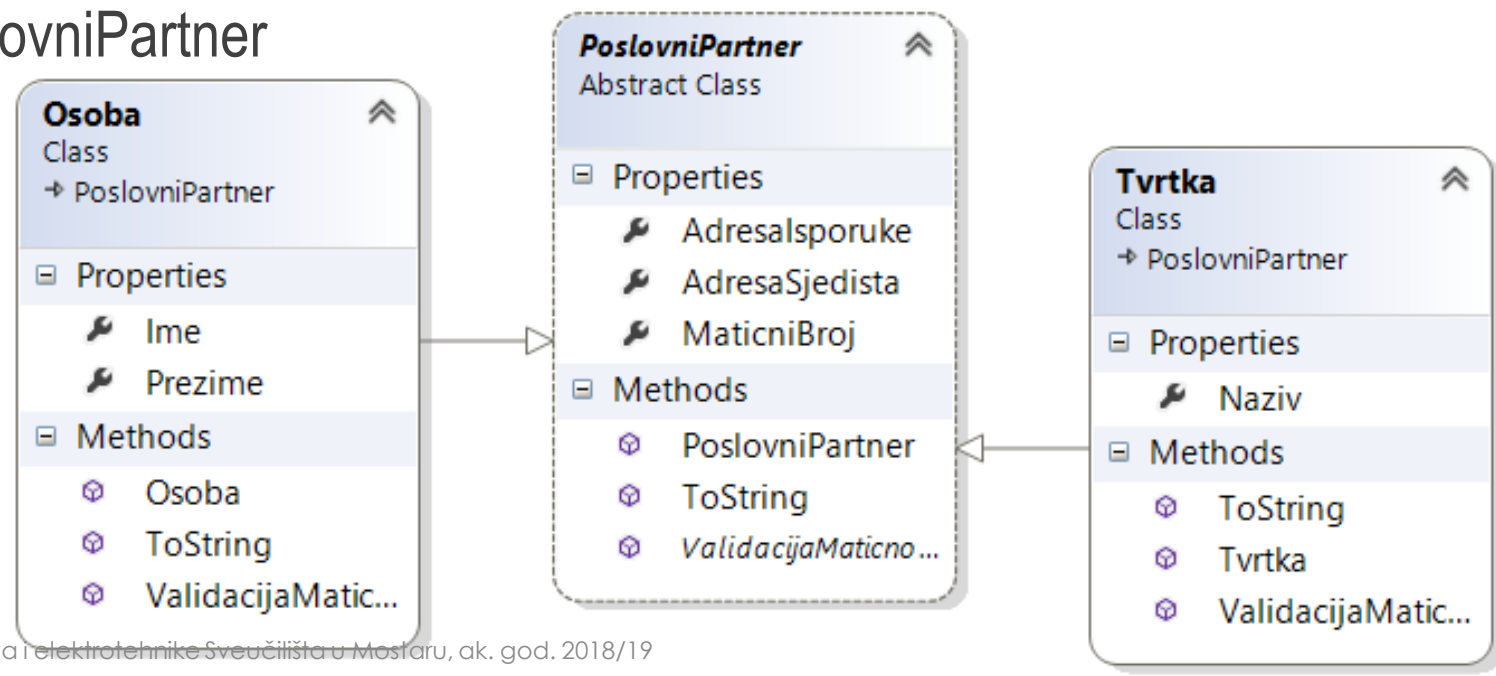 ovniPartner
Osoba
Class
PoslovniPartner
Properties
Ime
Prezime
Methods
Osoba
ToString
ValidacijaMatic...
PoslovniPartner
Abstract Class
Properties
AdresaIsporuke
AdresaSjedista
MaticniBroj
Methods
PoslovniPartner
ToString
ValidacijaMaticno...
Tvrtka
Class
PoslovniPartner
Properties
Naziv
Methods
ToString
Tvrtka
ValidacijaMatic...
a i elektrotehnike Sveučilišta u Mostaru, ak. god. 2018/19